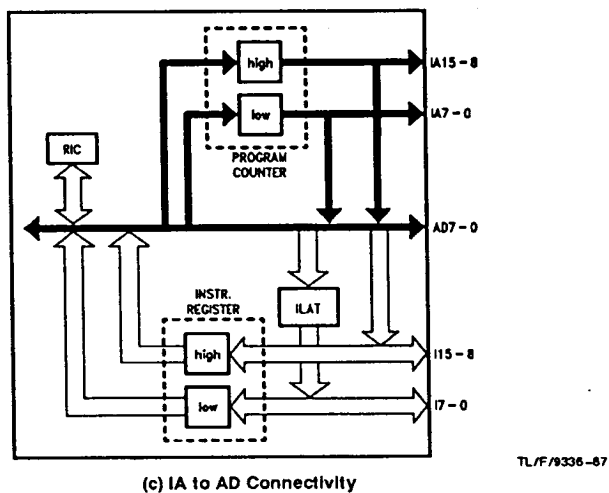 high
IA15-8
low
IA7-0
RIC
PROGRAM
COUNTER
AD7-0
INSTR.
REGISTER
ILAT
high
I15-8
low
I7-0
TL/F/9336-67
(c) IA to AD Connectivity